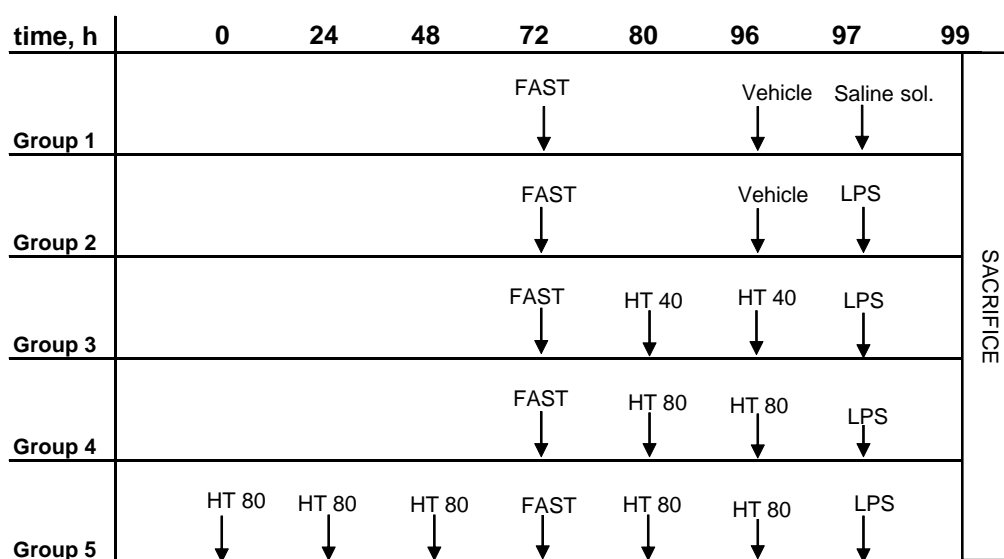 time, h 0 24 48 72 80 96 97 99
FAST Vehicle Saline sol.
Group 1
FAST Vehicle LPS
Group 2
FAST HT 40 HT 40 LPS
Group 3
FAST HT 80 HT 80 LPS
Group 4
HT 80 HT 80 HT 80 FAST HT 80 HT 80 LPS
Group 5
SACRIFICE